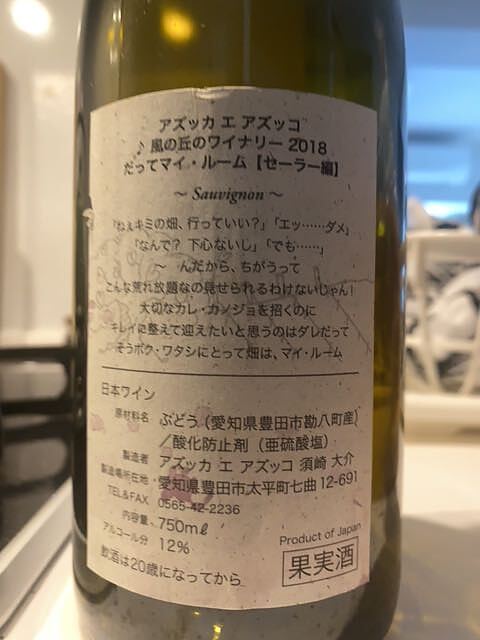 アズッカ エ アズッコ
♪ 風の丘のワイナリー 2018
だってマイ・ルーム【セーラー編】
～ Sauvignon ～
「ねぇキミの畑、行っていい?」「エッ……ダメ」
「なんで? 下心ないし」「でも……」
～ んだから、ちがうって
こんな荒れ放題なの見せられるわけないじゃん!
大切なカレ・カノジョを招くのに
キレイに整えて迎えたいと思うのはダレだって
そうボク・ワタシにとって畑は、マイ・ルーム
日本ワイン
原材料名 ぶどう(愛知県豊田市勘八町産)
/酸化防止剤(亜硫酸塩)
製造者 アズッカ エ アズッコ 須崎 大介
製造場所在地 愛知県豊田市太平町七曲 12-691
TEL&FAX 0565-42-2236
内容量 750mℓ
アルコール分 12%
Product of Japan
飲酒は20歳になってから
果実酒